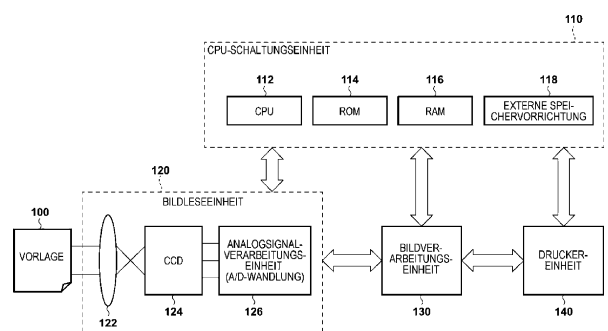 110
CPU-SCHALTUNGSEINHEIT
112
114
116
118
CPU
ROM
RAM
EXTERNE SPEI-
CHERVORRICHTUNG
120
BILDLESEEINHEIT
100
VORLAGE
CCD
ANALOGSIGNAL-
VERARBEITUNGS-
EINHEIT
(A/D-WANDLUNG)
BILDVER-
ARBEITUNGS-
EINHEIT
DRUCKER-
EINHEIT
122
124
126
130
140